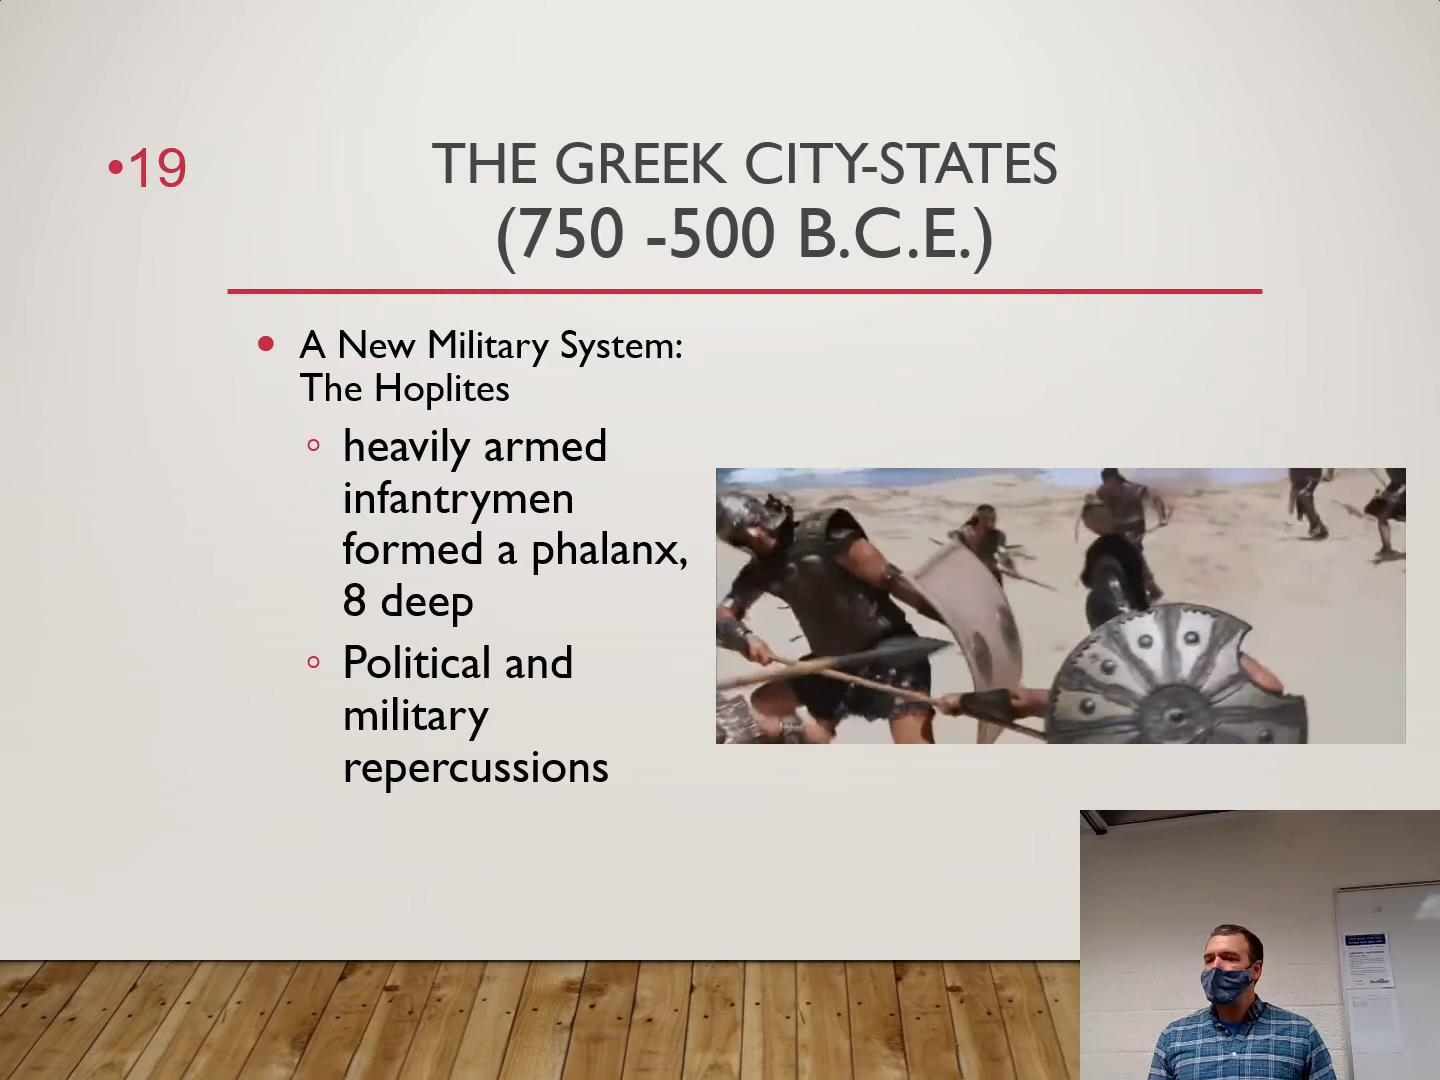 •19
THE GREEK CITY-STATES
(750 -500 B.C.E.)
• A New Military System:
The Hoplites
◦ heavily armed
infantrymen
formed a phalanx,
8 deep
◦ Political and
military
repercussions